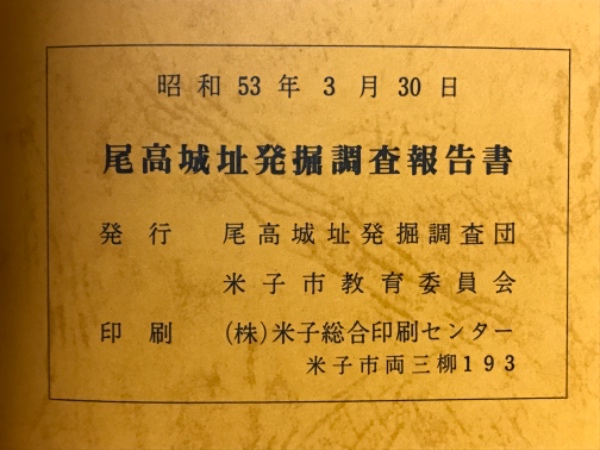 昭和53年3月30日
尾高城址発掘調査報告書
発行 尾高城址発掘調査団
米子市教育委員会
印刷 (株)米子総合印刷センター
米子市両三柳193